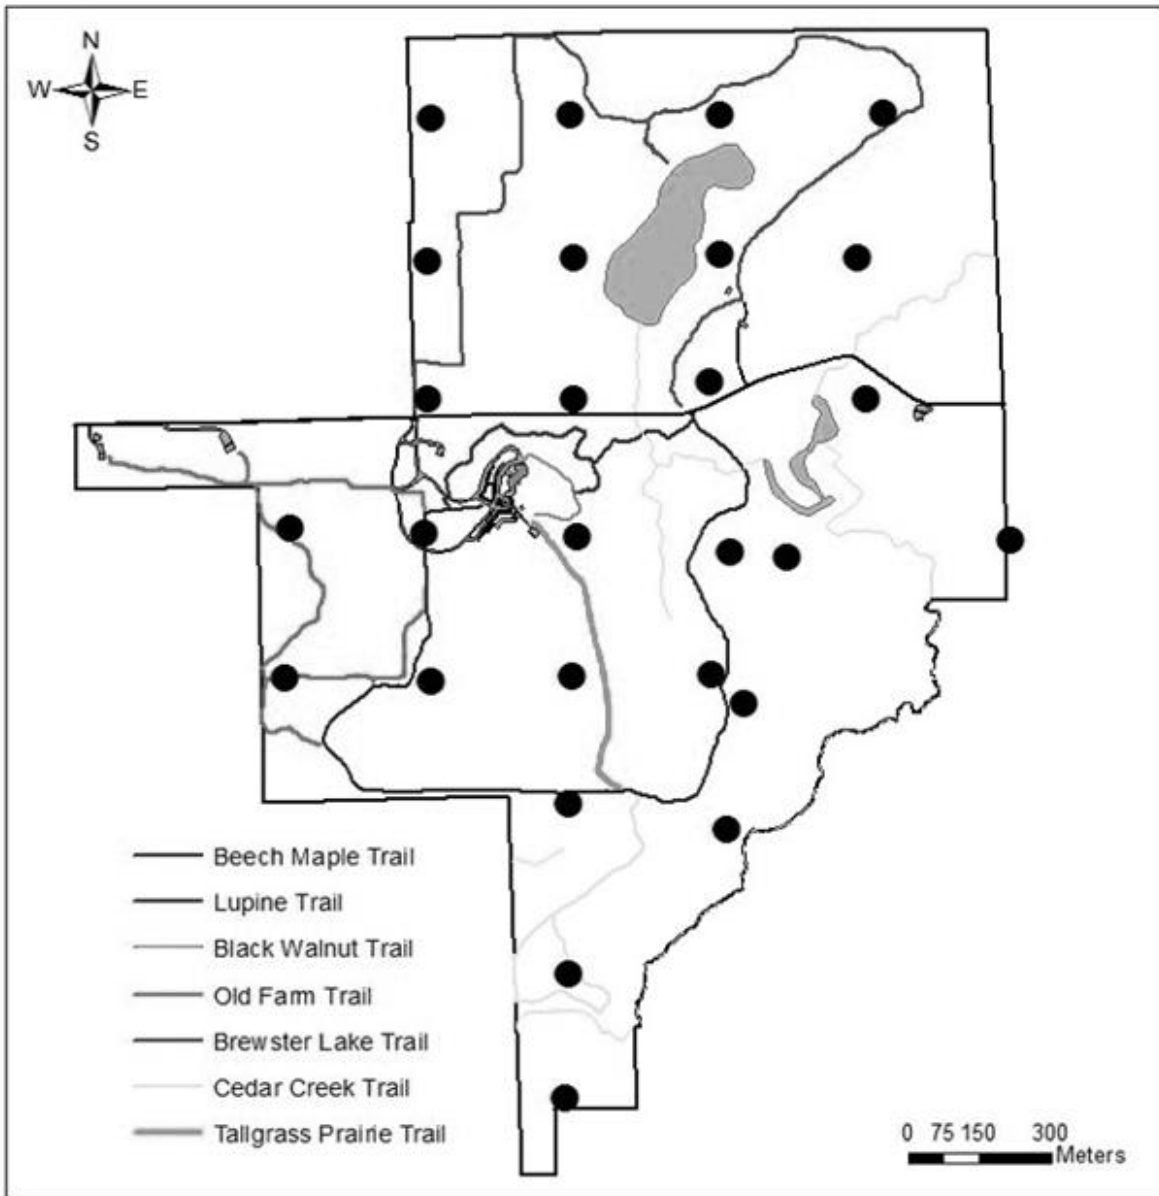 N
W E
S
Beech Maple Trail
Lupine Trail
Black Walnut Trail
Old Farm Trail
Brewster Lake Trail
Cedar Creek Trail
Tallgrass Prairie Trail
0 75 150 300
Meters